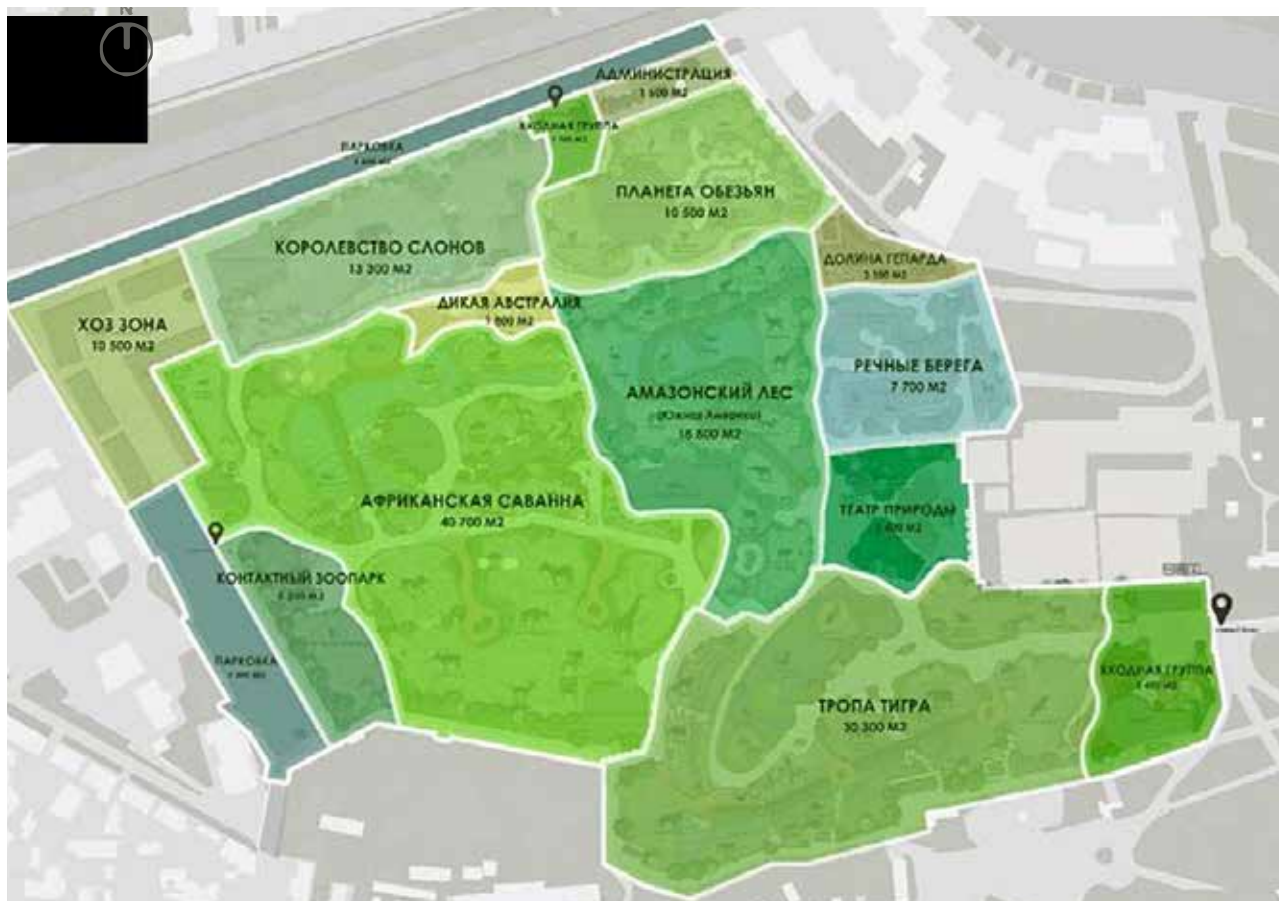 N
АДМИНИСТРАЦИЯ
1 500 М2
ВХОДНАЯ ГРУППА
ПАРКОВКА
ПЛАНЕТА ОБЕЗЬЯН
10 500 М2
КОРОЛЕВСТВО СЛОНОВ
13 300 М2
ДОЛИНА ГЕПАРДА
ДИКАЯ АВСТРАЛИЯ
1 800 М2
ХОЗ ЗОНА
10 500 М2
РЕЧНЫЕ БЕРЕГА
7 700 М2
АМАЗОНСКИЙ ЛЕС
(Южная Америка)
АФРИКАНСКАЯ САВАННА
40 700 М2
ТЕАТР ПРИРОДЫ
КОНТАКТНЫЙ ЗООПАРК
ПАРКОВКА
ВХОДНАЯ ГРУППА
ТРОПА ТИГРА
30 300 М2